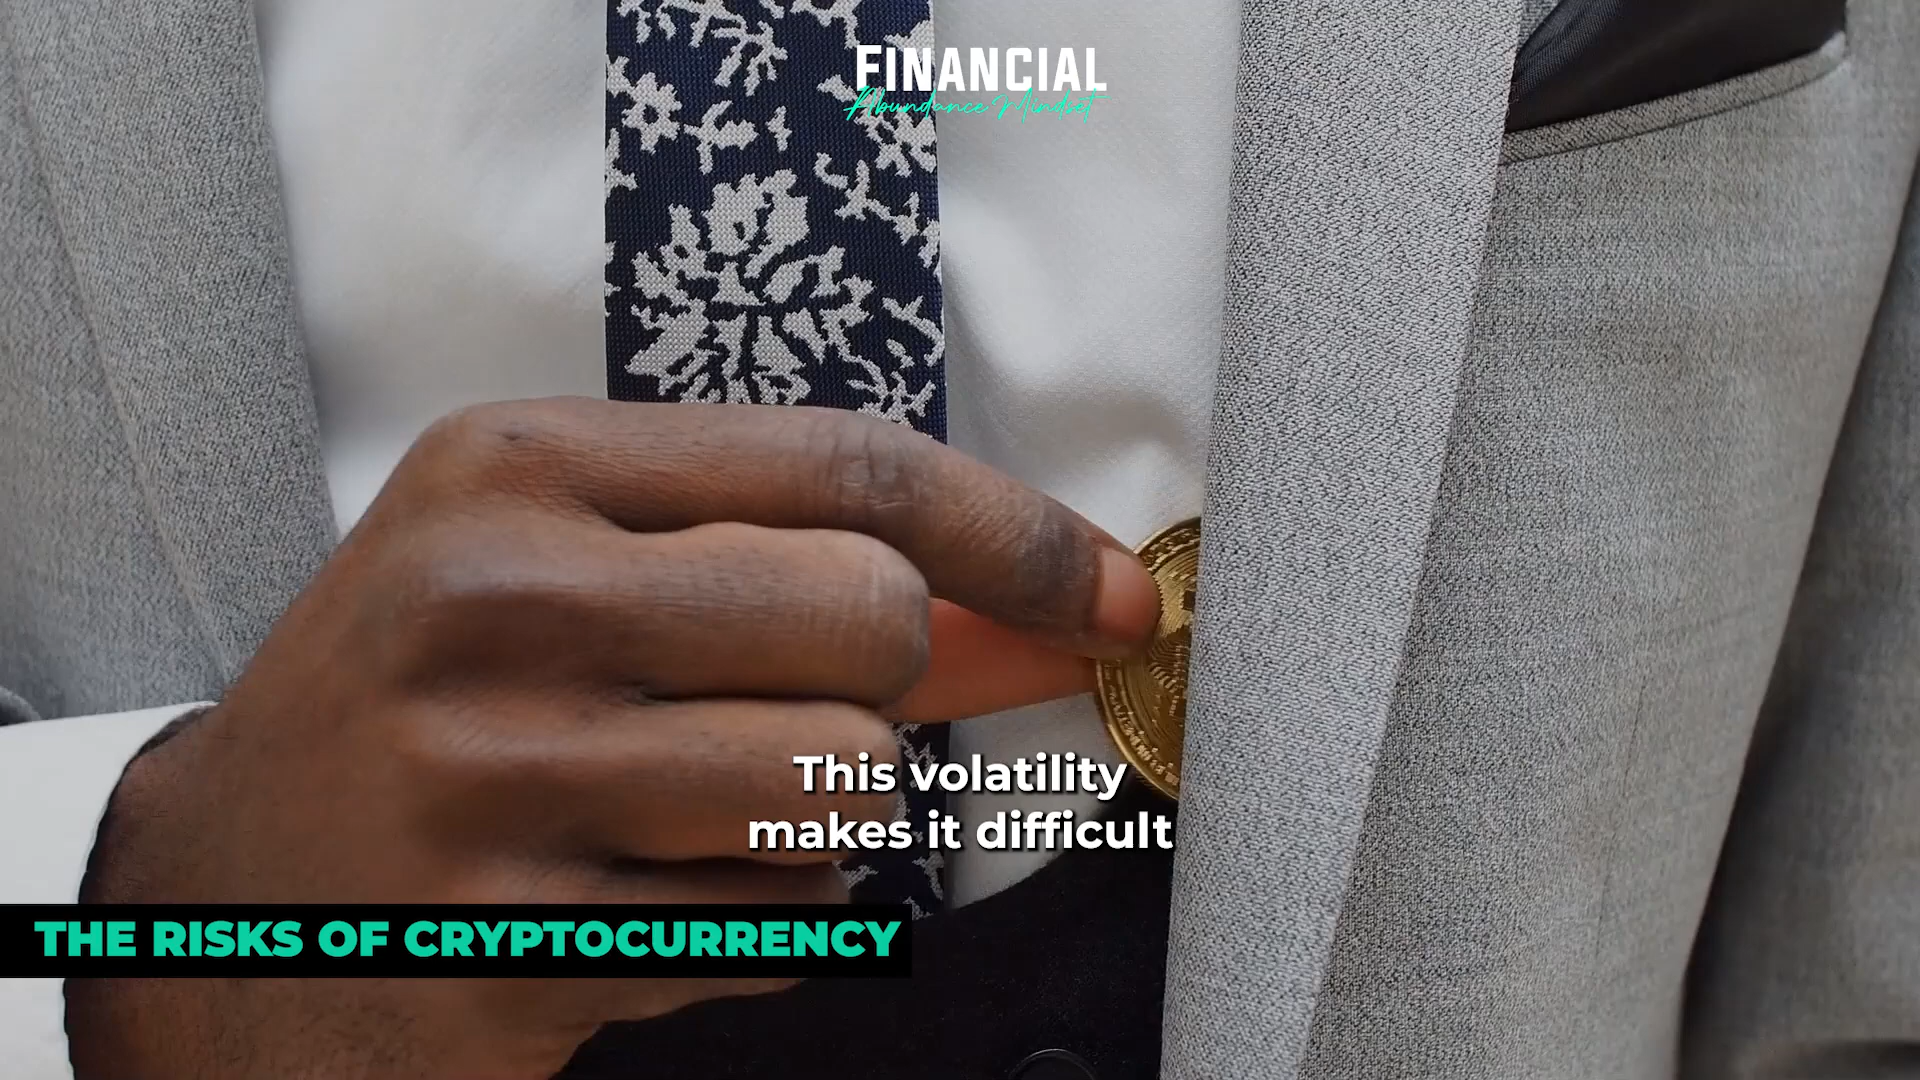 FINANCIAL
Abundance Mindset
This volatility
makes it difficult
THE RISKS OF CRYPTOCURRENCY